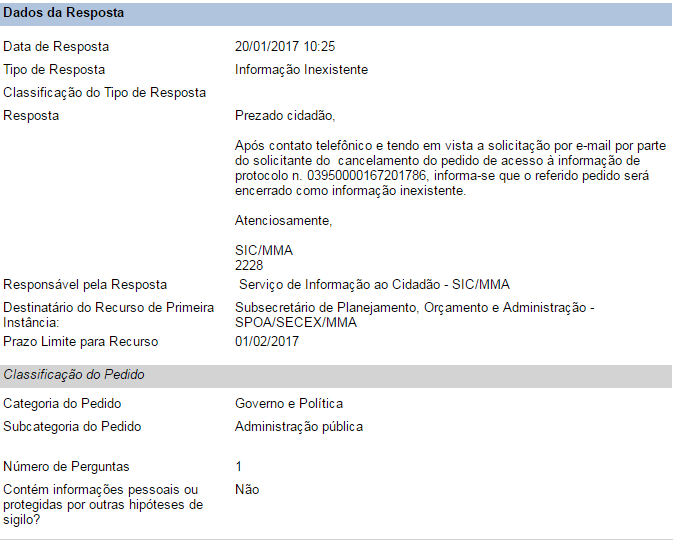 Dados da Resposta
Data de Resposta 20/01/2017 10:25
Tipo de Resposta Informação Inexistente
Classificação do Tipo de Resposta
Resposta Prezado cidadão,
Após contato telefônico e tendo em vista a solicitação por e-mail por parte
do solicitante do cancelamento do pedido de acesso à informação de
protocolo n. 03950000167201786, informa-se que o referido pedido será
encerrado como informação inexistente.
Atenciosamente,
SIC/MMA
2228
Responsável pela Resposta Serviço de Informação ao Cidadão - SIC/MMA
Destinatário do Recurso de Primeira Subsecretário de Planejamento, Orçamento e Administração -
Instância: SPOA/SECEX/MMA
Prazo Limite para Recurso 01/02/2017
Classificação do Pedido
Categoria do Pedido Governo e Política
Subcategoria do Pedido Administração pública
Número de Perguntas 1
Contém informações pessoais ou Não
protegidas por outras hipóteses de
sigilo?